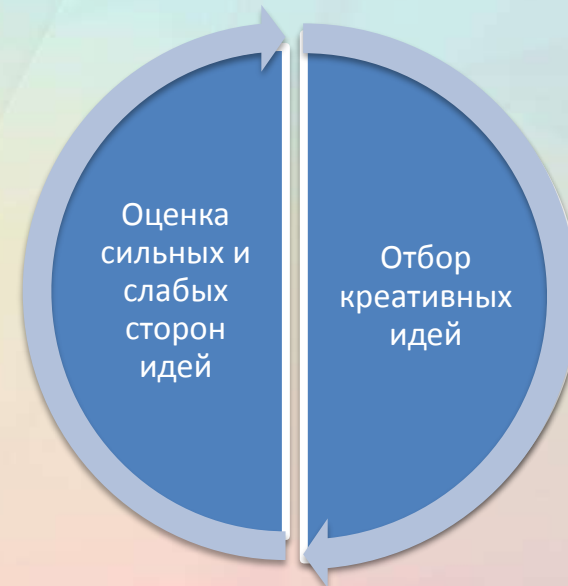 Оценка
сильных и
слабых
сторон
идей
Отбор
креативных
идей